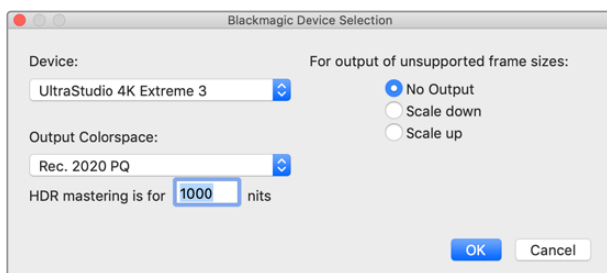 Blackmagic Device Selection
Device:
UltraStudio 4K Extreme 3
Output Colorspace:
Rec. 2020 PQ
HDR mastering is for 1000 nits
For output of unsupported frame sizes:
No Output
Scale down
Scale up
OK Cancel